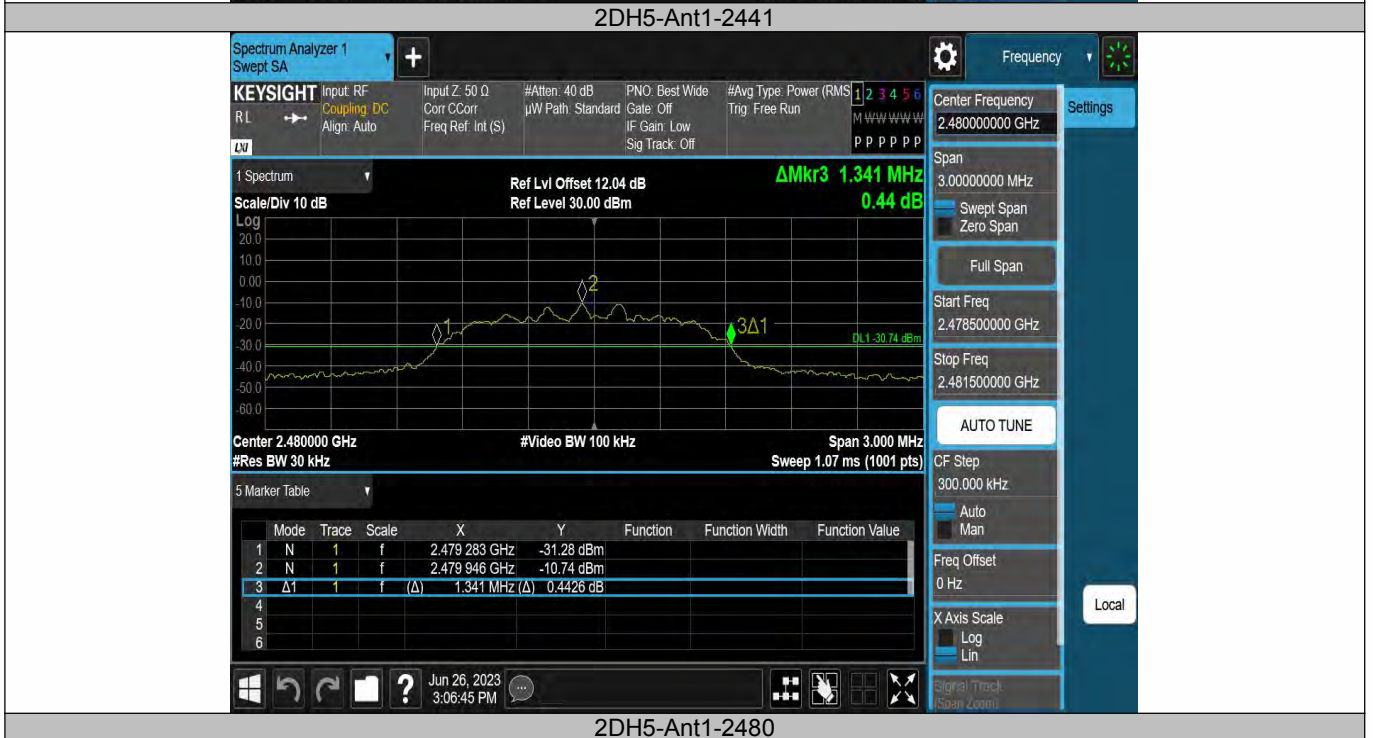 2DH5-Ant1-2441
Spectrum Analyzer 1
Swept SA
+
Frequency
KEYSIGHT
RL
LXI
Input: RF
Coupling: DC
Align: Auto
Input Z: 50 Ω
Corr CCorr
Freq Ref: Int (S)
#Atten: 40 dB
µW Path: Standard
PNO: Best Wide
Gate: Off
IF Gain: Low
Sig Track: Off
#Avg Type: Power (RMS
Trig: Free Run
1 2 3 4 5 6
M W W W W W
P P P P P P
1 Spectrum
Scale/Div 10 dB
Ref Lvl Offset 12.04 dB
Ref Level 30.00 dBm
ΔMkr3 1.341 MHz
0.44 dB
Log
20.0
10.0
0.00
-10.0
-20.0
-30.0
-40.0
-50.0
-60.0
2
1
3Δ1
DL1 -30.74 dBm
Center 2.480000 GHz
#Video BW 100 kHz
Span 3.000 MHz
#Res BW 30 kHz
Sweep 1.07 ms (1001 pts)
5 Marker Table
Mode Trace Scale X Y Function Function Width Function Value
1 N 1 f 2.479 283 GHz -31.28 dBm
2 N 1 f 2.479 946 GHz -10.74 dBm
3 Δ1 1 f (Δ) 1.341 MHz (Δ) 0.4426 dB
4
5
6
?
Jun 26, 2023
3:06:45 PM
Center Frequency
2.480000000 GHz
Settings
Span
3.00000000 MHz
Swept Span
Zero Span
Full Span
Start Freq
2.478500000 GHz
Stop Freq
2.481500000 GHz
AUTO TUNE
CF Step
300.000 kHz
Auto
Man
Freq Offset
0 Hz
X Axis Scale
Log
Lin
Local
Signal Track
(Span Zoom)
2DH5-Ant1-2480